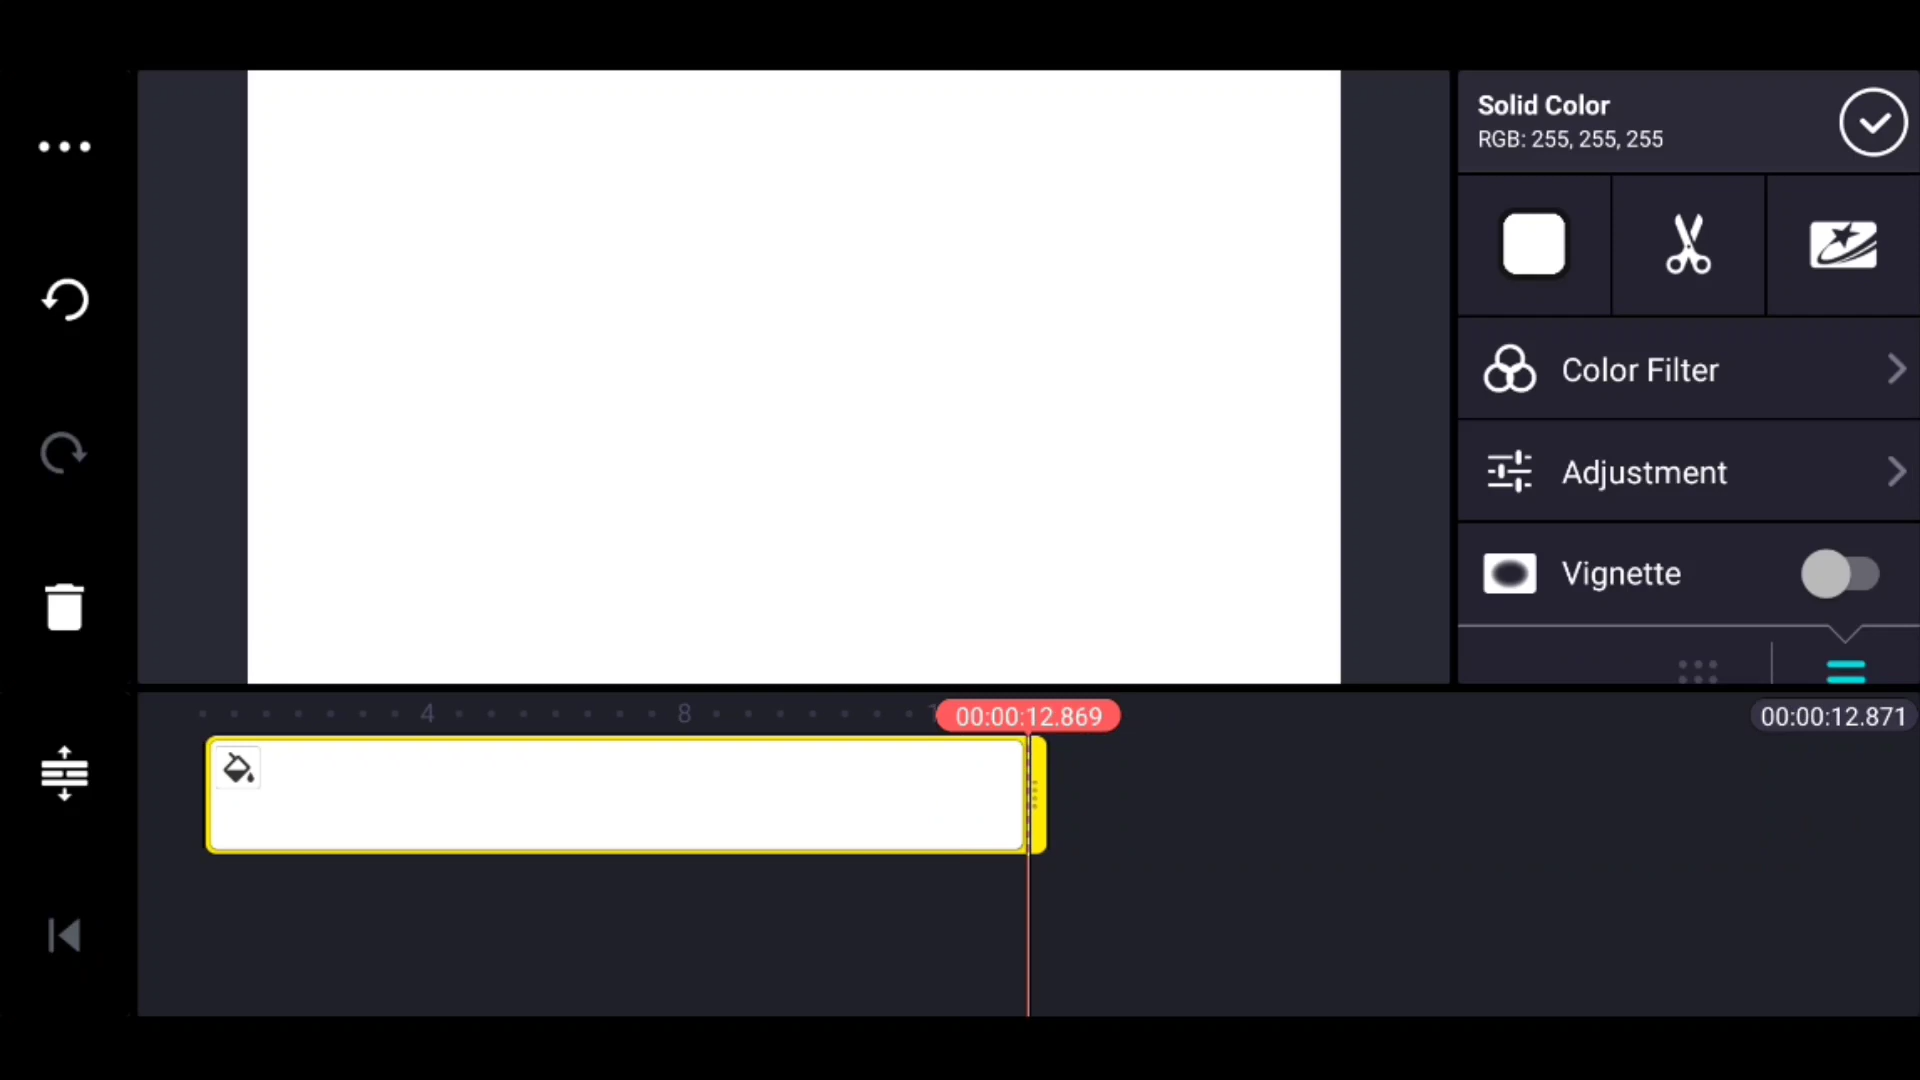 Solid Color
RGB: 255, 255, 255
Color Filter
Adjustment
Vignette
4
8
00:00:12.869
00:00:12.871